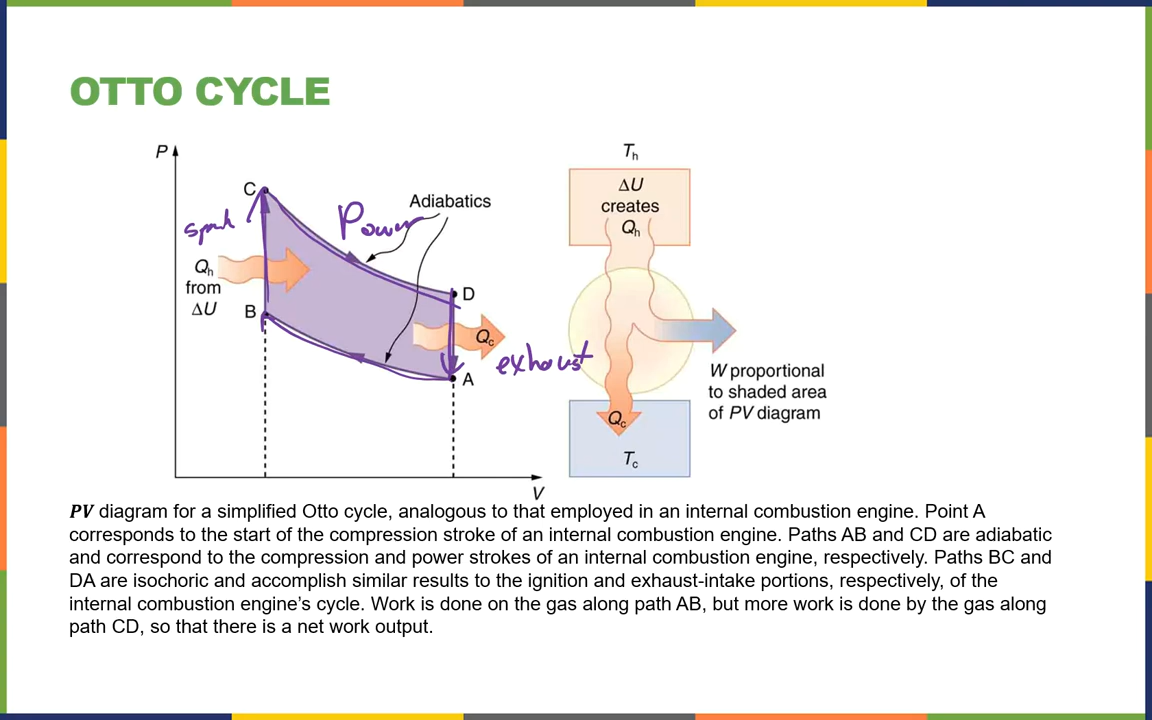 OTTO CYCLE
P
C
spark
Power
Adiabatics
Qh
from
ΔU
B
D
Qc
exhaust
A
V
Th
ΔU
creates
Qh
W proportional
to shaded area
of PV diagram
Qc
Tc
PV diagram for a simplified Otto cycle, analogous to that employed in an internal combustion engine. Point A
corresponds to the start of the compression stroke of an internal combustion engine. Paths AB and CD are adiabatic
and correspond to the compression and power strokes of an internal combustion engine, respectively. Paths BC and
DA are isochoric and accomplish similar results to the ignition and exhaust-intake portions, respectively, of the
internal combustion engine’s cycle. Work is done on the gas along path AB, but more work is done by the gas along
path CD, so that there is a net work output.